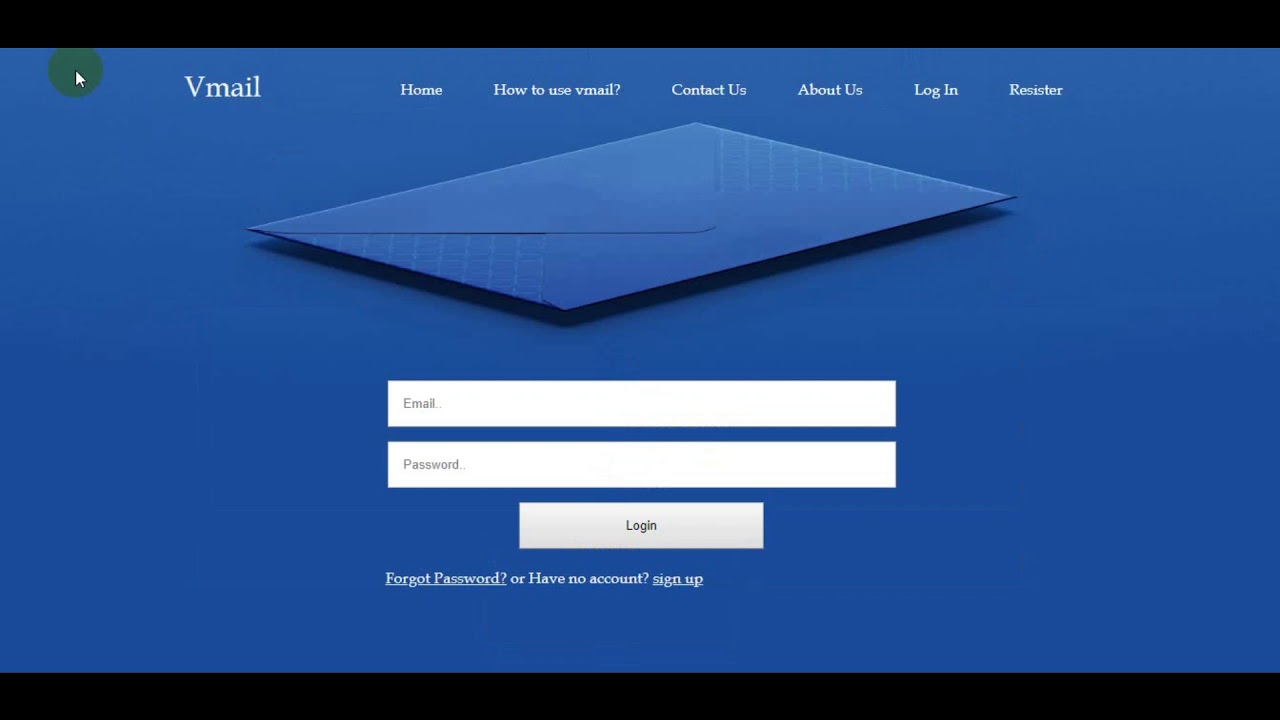 Vmail Home How to use vmail? Contact Us About Us Log In Resister
Email..
Password..
Login
Forgot Password? or Have no account? sign up